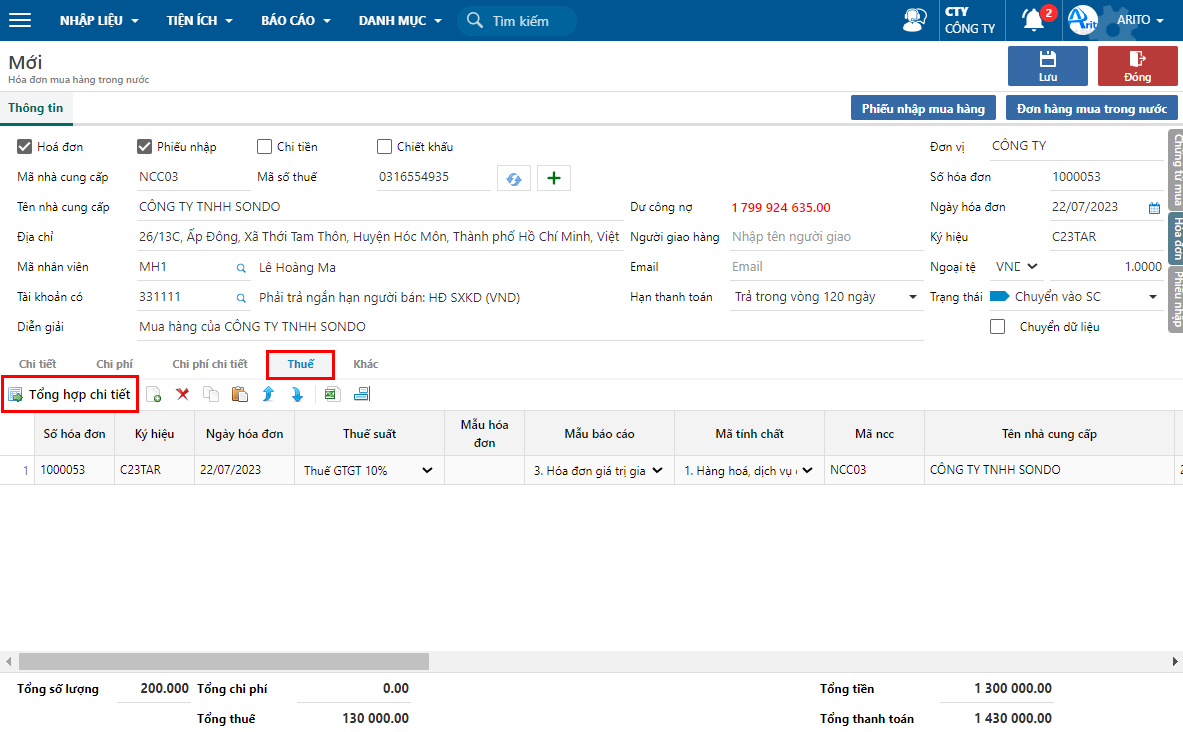 NHẬP LIỆU TIỆN ÍCH BÁO CÁO DANH MỤC Tìm kiếm CTY CÔNG TY 2 Arito ARITO
Mới
Hóa đơn mua hàng trong nước
Lưu Đóng
Thông tin Phiếu nhập mua hàng Đơn hàng mua trong nước
Hoá đơn Phiếu nhập Chi tiền Chiết khấu Đơn vị CÔNG TY
Mã nhà cung cấp NCC03 Mã số thuế 0316554935 Số hóa đơn 1000053
Tên nhà cung cấp CÔNG TY TNHH SONDO Dư công nợ 1 799 924 635.00 Ngày hóa đơn 22/07/2023
Địa chỉ 26/13C, Ấp Đông, Xã Thới Tam Thôn, Huyện Hóc Môn, Thành phố Hồ Chí Minh, Việt Người giao hàng Nhập tên người giao Ký hiệu C23TAR
Mã nhân viên MH1 Lê Hoàng Ma Email Email Ngoại tệ VND 1.0000
Tài khoản có 331111 Phải trả ngắn hạn người bán: HĐ SXKD (VND) Hạn thanh toán Trả trong vòng 120 ngày Trạng thái Chuyển vào SC
Diễn giải Mua hàng của CÔNG TY TNHH SONDO Chuyển dữ liệu
Chứng từ mua
Hóa đơn
Phiếu nhập
Chi tiết Chi phí Chi phí chi tiết Thuế Khác
Tổng hợp chi tiết
Số hóa đơn Ký hiệu Ngày hóa đơn Thuế suất Mẫu hóa đơn Mẫu báo cáo Mã tính chất Mã ncc Tên nhà cung cấp
1 1000053 C23TAR 22/07/2023 Thuế GTGT 10% 3. Hóa đơn giá trị gia 1. Hàng hoá, dịch vụ NCC03 CÔNG TY TNHH SONDO
Tổng số lượng 200.000 Tổng chi phí 0.00 Tổng tiền 1 300 000.00
Tổng thuế 130 000.00 Tổng thanh toán 1 430 000.00